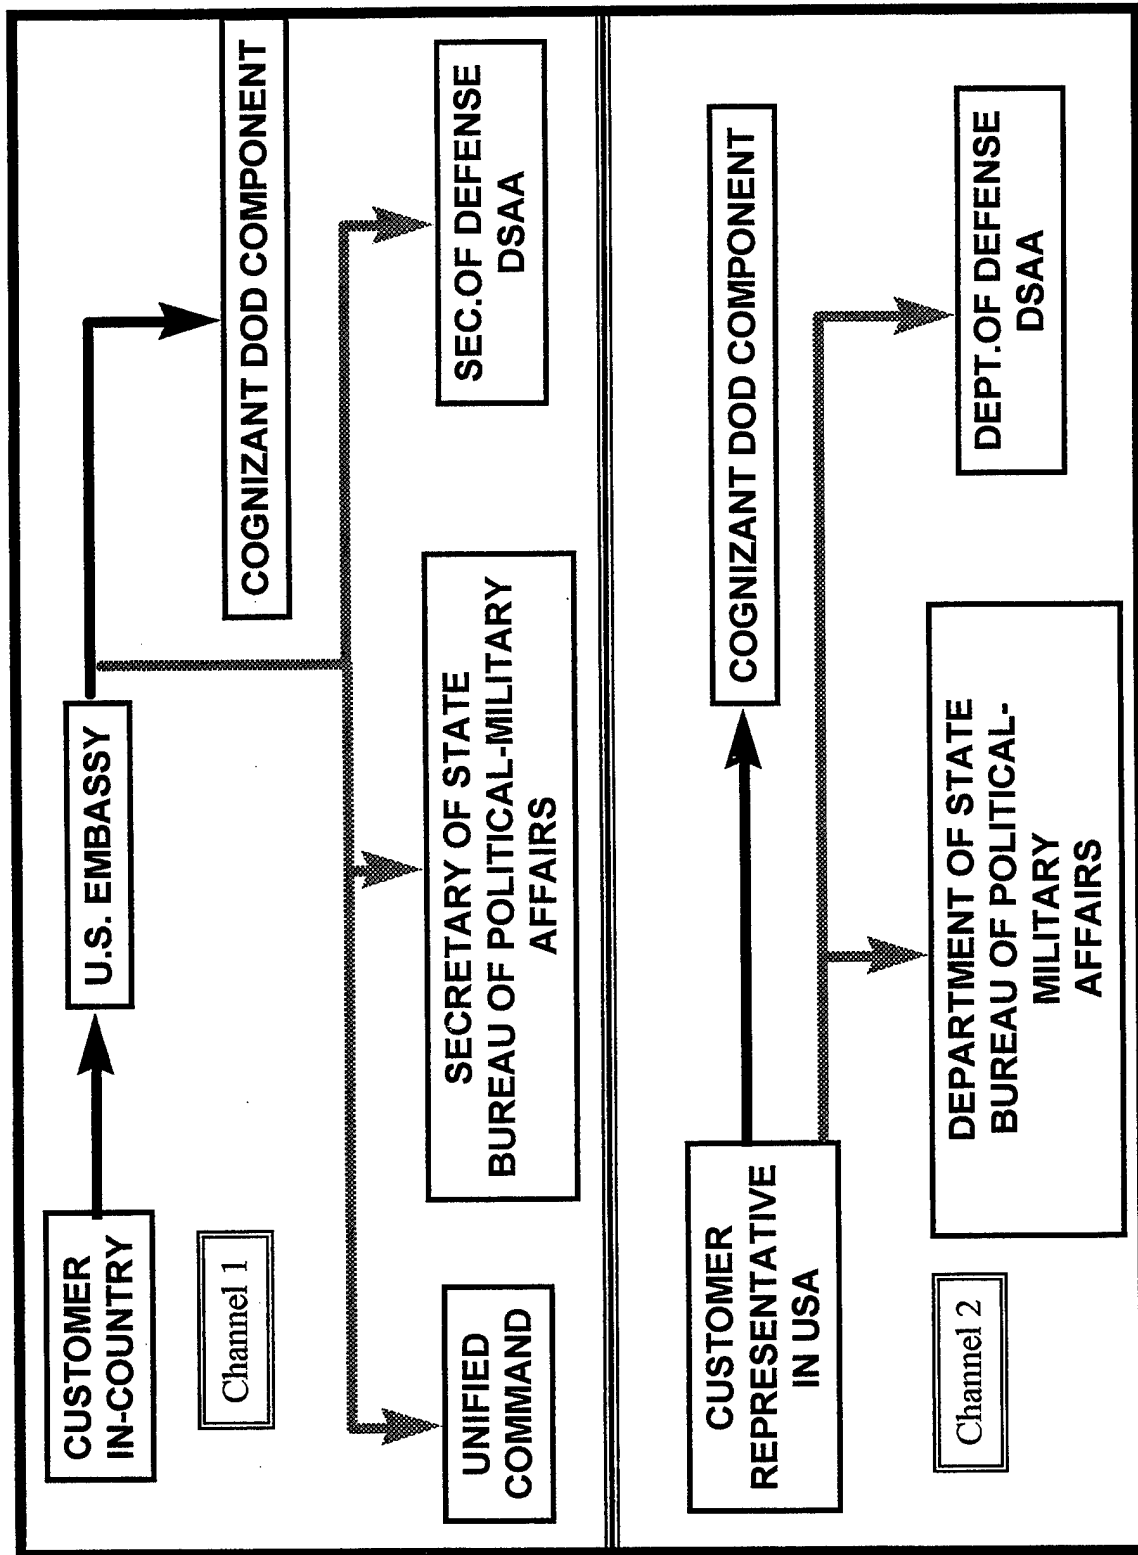 CUSTOMER
IN-COUNTRY
U.S. EMBASSY
COGNIZANT DOD COMPONENT
Channel 1
UNIFIED
COMMAND
SECRETARY OF STATE
BUREAU OF POLITICAL-MILITARY
AFFAIRS
SEC.OF DEFENSE
DSAA
CUSTOMER
REPRESENTATIVE
IN USA
COGNIZANT DOD COMPONENT
Channel 2
DEPARTMENT OF STATE
BUREAU OF POLITICAL-
MILITARY
AFFAIRS
DEPT.OF DEFENSE
DSAA